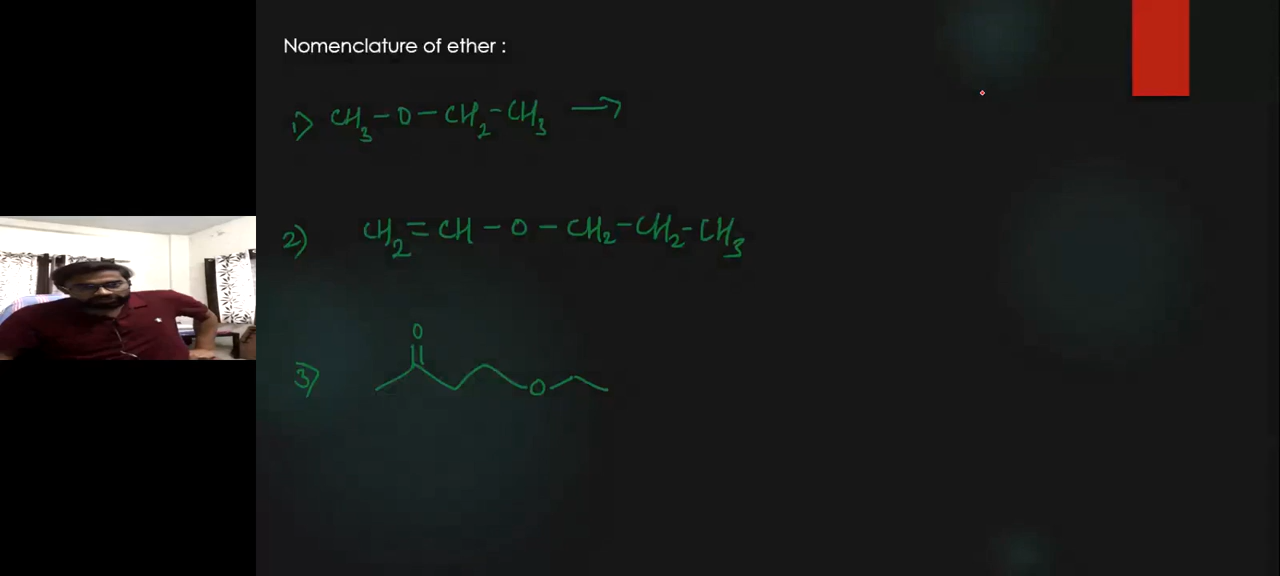 Nomenclature of ether :
1) CH₃-O-CH₂-CH₃ →
2) CH₂=CH-O-CH₂-CH₂-CH₃
O
3) O